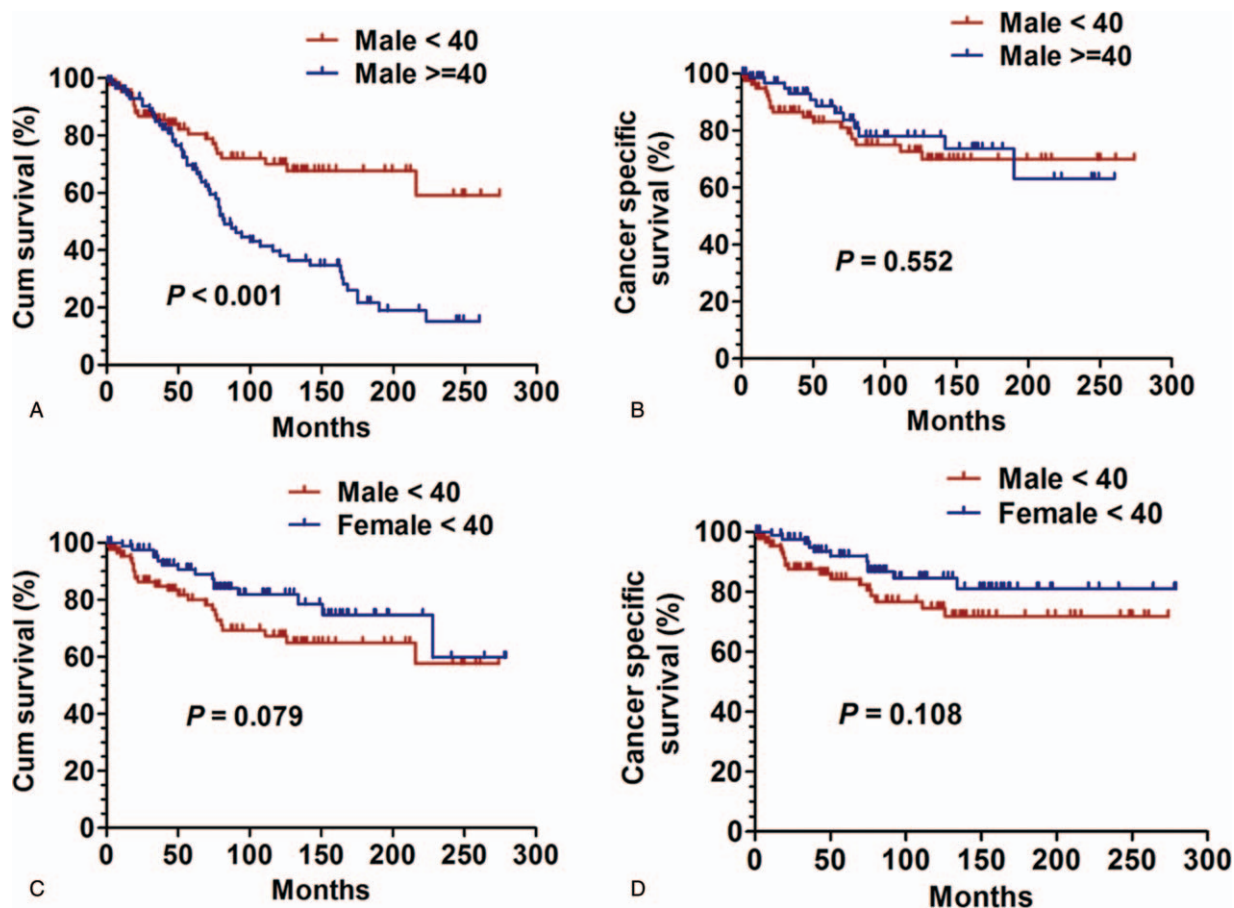 Male < 40
Male >=40
Cum survival (%)
100
80
60
40
20
0
P < 0.001
0 50 100 150 200 250 300
Months
A
Male < 40
Male >=40
Cancer specific
survival (%)
100
80
60
40
20
0
P = 0.552
0 50 100 150 200 250 300
Months
B
Male < 40
Female < 40
Cum survival (%)
100
80
60
40
20
0
P = 0.079
0 50 100 150 200 250 300
Months
C
Male < 40
Female < 40
Cancer specific
survival (%)
100
80
60
40
20
0
P = 0.108
0 50 100 150 200 250 300
Months
D